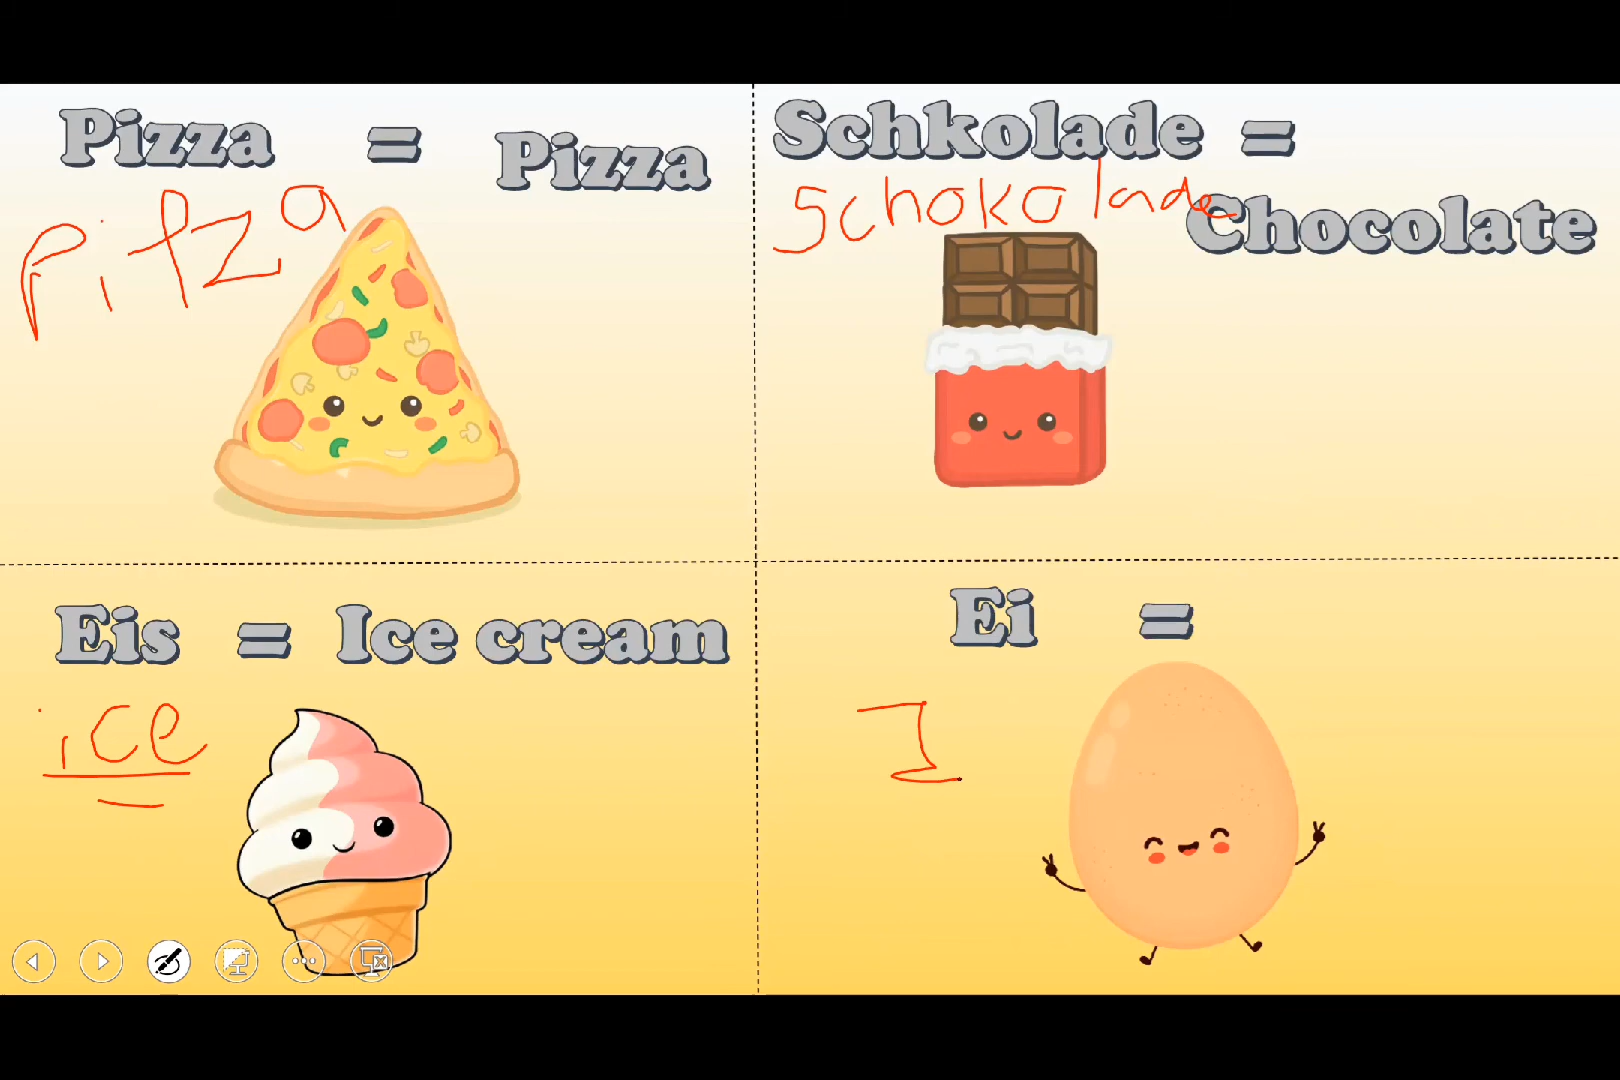 Pizza = Pizza
pitza
Schkolade =
Schokolade
Chocolate
Eis = Ice cream
ice
Ei =
I